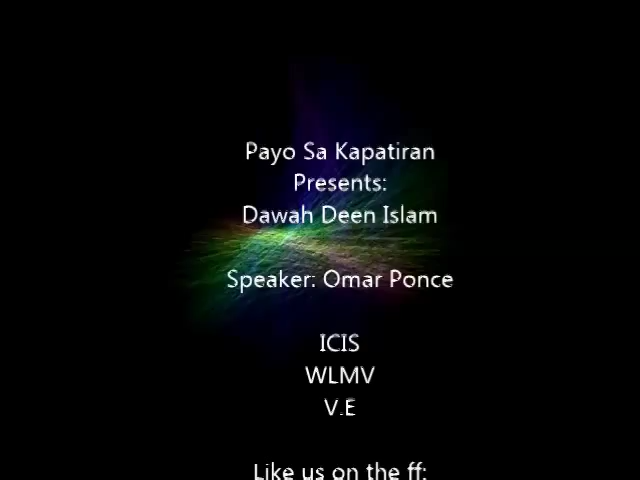 Payo Sa Kapatiran
Presents:
Dawah Deen Islam
Speaker: Omar Ponce
ICIS
WLMV
V.E
Like us on the ff: